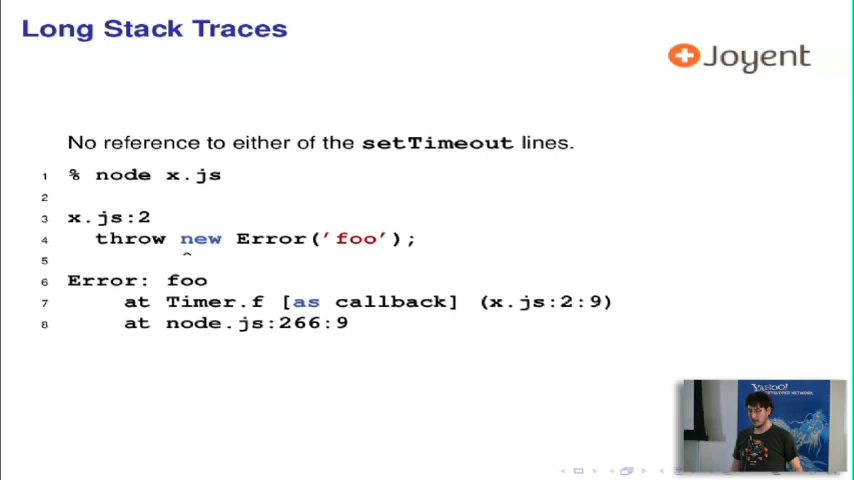 Long Stack Traces
Joyent
No reference to either of the setTimeout lines.
1 % node x.js
2
3 x.js:2
4 throw new Error('foo');
5 ^
6 Error: foo
7 at Timer.f [as callback] (x.js:2:9)
8 at node.js:266:9
YAHOO!
DEVELOPER NETWORK